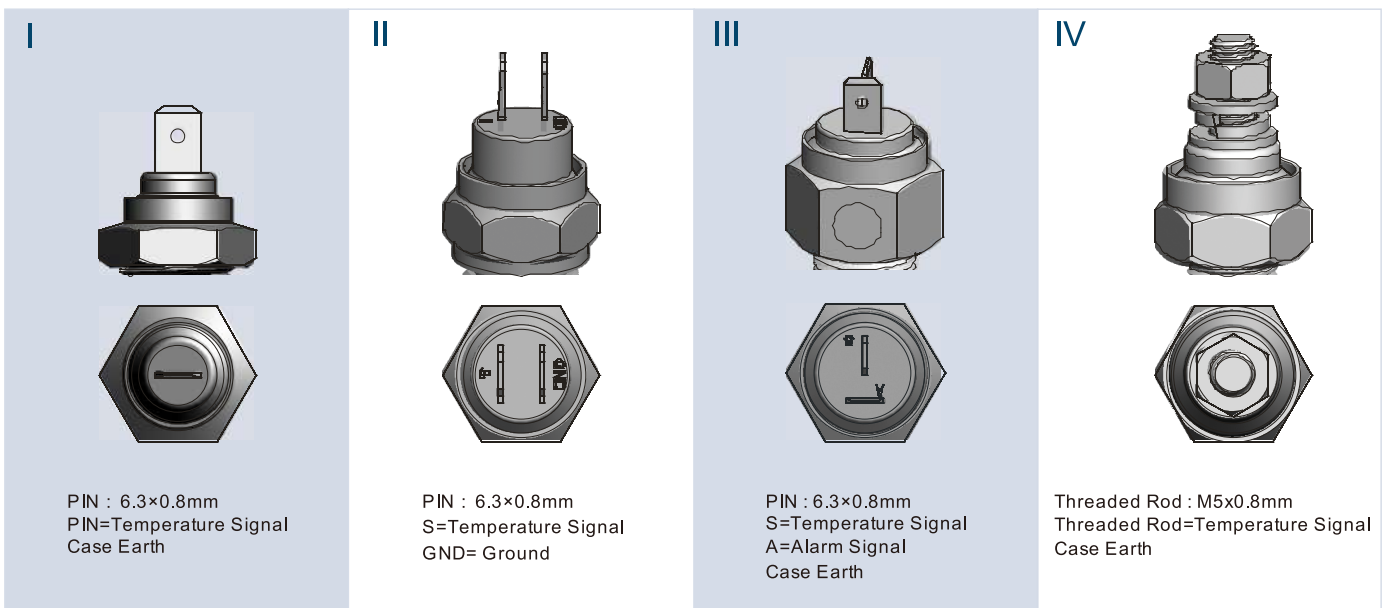 I
II
III
IV
GND
PIN : 6.3×0.8mm
PIN=Temperature Signal
Case Earth
PIN : 6.3×0.8mm
S=Temperature Signal
GND= Ground
PIN : 6.3×0.8mm
S=Temperature Signal
A=Alarm Signal
Case Earth
Threaded Rod : M5x0.8mm
Threaded Rod=Temperature Signal
Case Earth